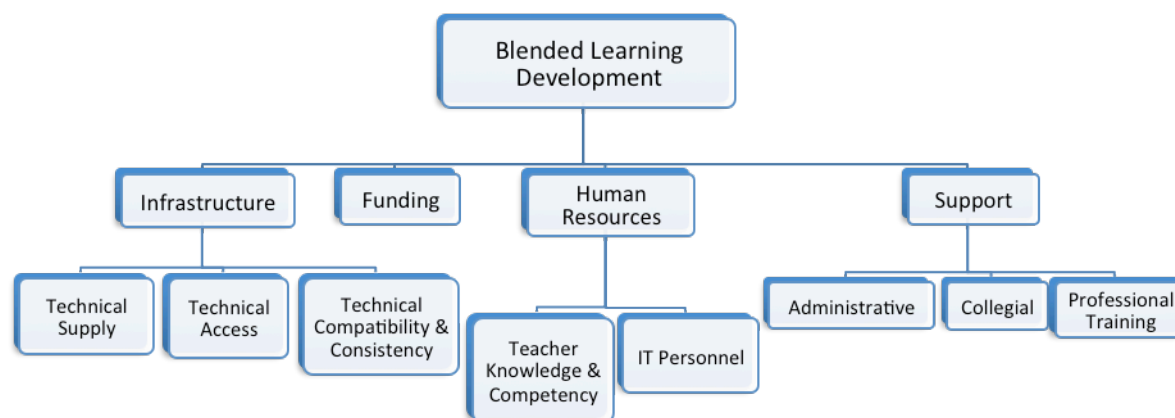 Blended Learning
Development
Infrastructure
Funding
Human
Resources
Support
Technical
Supply
Technical
Access
Technical
Compatibility &
Consistency
Teacher
Knowledge &
Competency
IT Personnel
Administrative
Collegial
Professional
Training